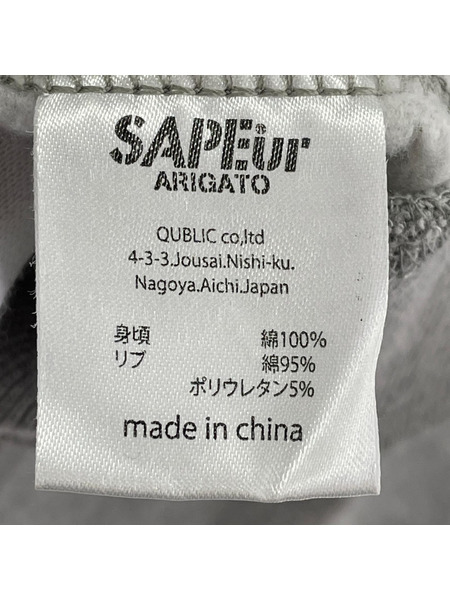 SAPEur
ARIGATO
QUBLIC co,ltd
4-3-3.Jousai.Nishi-ku.
Nagoya.Aichi.Japan
身頃 綿100%
リブ 綿95%
ポリウレタン5%
made in china